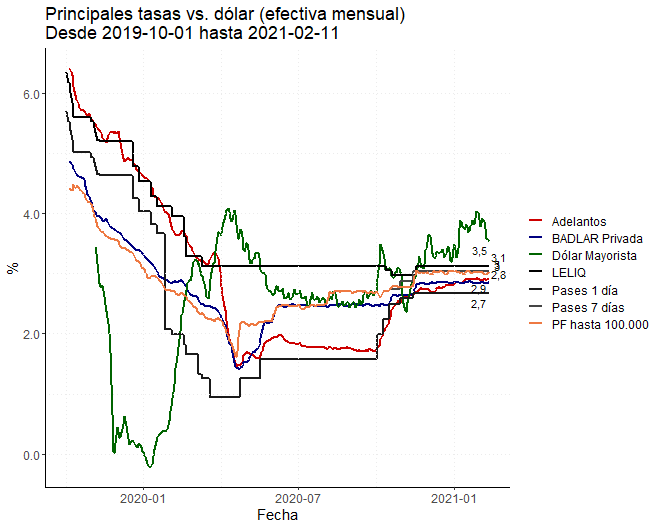 Principales tasas vs. dólar (efectiva mensual)
Desde 2019-10-01 hasta 2021-02-11
6.0
4.0
2.0
0.0
%
3,5
3,1
3
2,9
2,8
2,7
2020-01
2020-07
2021-01
Fecha
Adelantos
BADLAR Privada
Dólar Mayorista
LELIQ
Pases 1 día
Pases 7 días
PF hasta 100.000